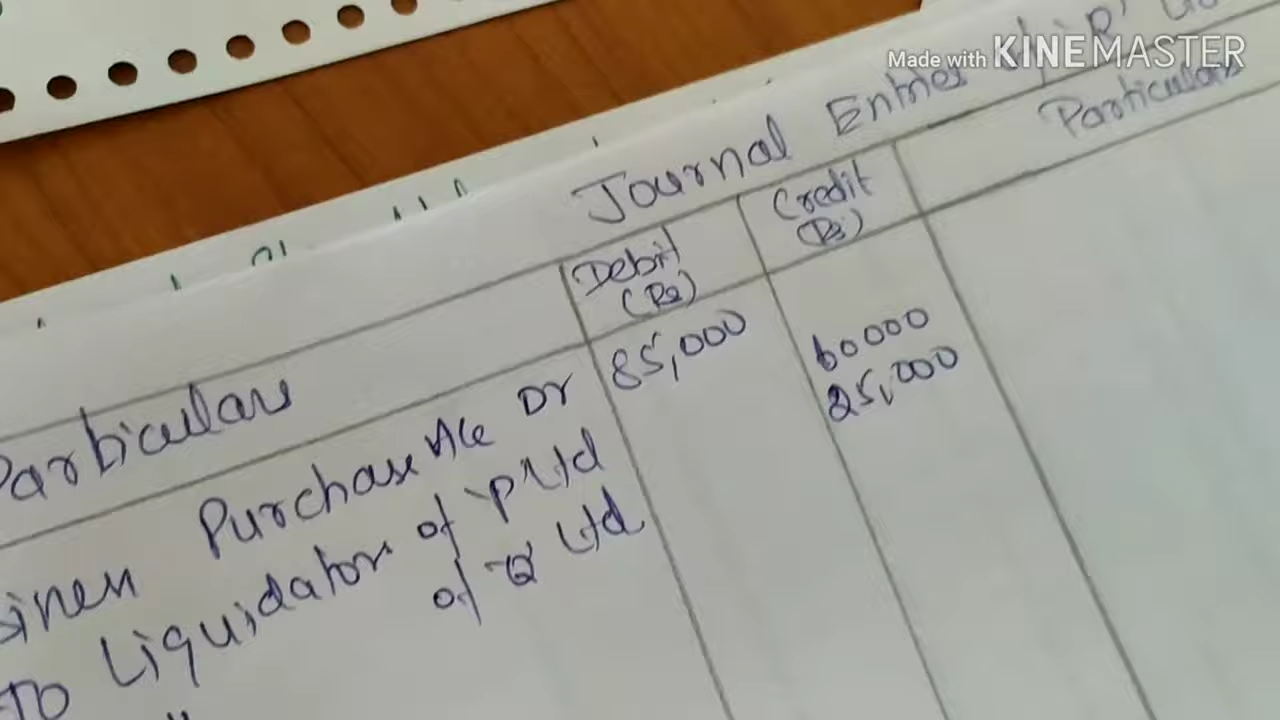 Made with KINEMASTER
Journal Entries of 'R'
Particulars Debit (Rs) Credit (Rs) Particulars
Purchase A/c Dr 85,000
To Liquidator of 'P' Ltd 60000
" of 'Q' Ltd 25,000